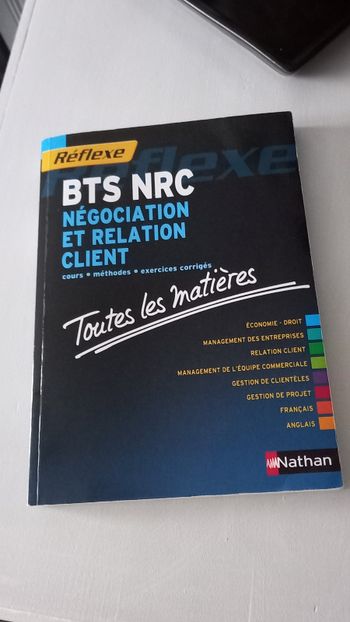 Réflexe
Réflexe
BTS NRC
NÉGOCIATION
ET RELATION
CLIENT
cours • méthodes • exercices corrigés
Toutes les matières
ÉCONOMIE - DROIT
MANAGEMENT DES ENTREPRISES
RELATION CLIENT
MANAGEMENT DE L'ÉQUIPE COMMERCIALE
GESTION DE CLIENTÈLES
GESTION DE PROJET
FRANÇAIS
ANGLAIS
Nathan